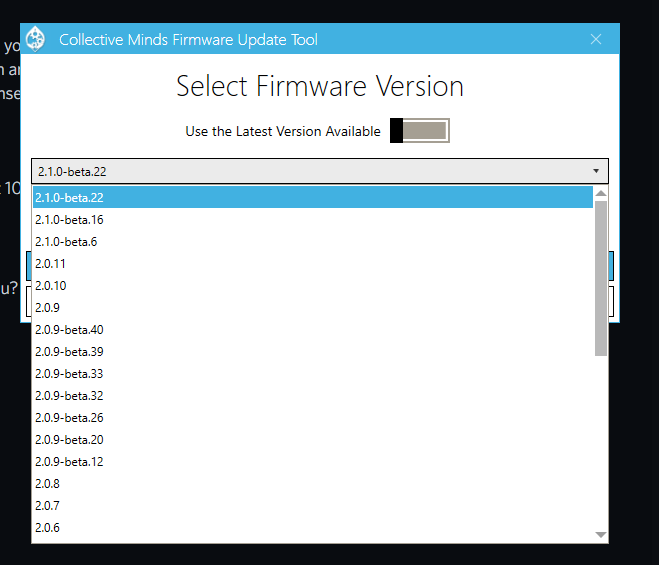 Collective Minds Firmware Update Tool
Select Firmware Version
Use the Latest Version Available
2.1.0-beta.22
2.1.0-beta.22
2.1.0-beta.16
2.1.0-beta.6
2.0.11
2.0.10
2.0.9
2.0.9-beta.40
2.0.9-beta.39
2.0.9-beta.33
2.0.9-beta.32
2.0.9-beta.26
2.0.9-beta.20
2.0.9-beta.12
2.0.8
2.0.7
2.0.6